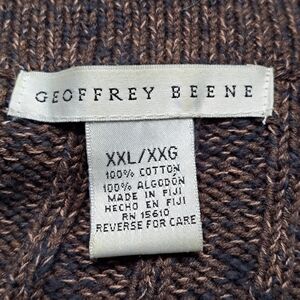 GEOFFREY BEENE
XXL/XXG
100% COTTON
100% ALGODÓN
MADE IN FIJI
HECHO EN FIJI
RN 15610
REVERSE FOR CARE